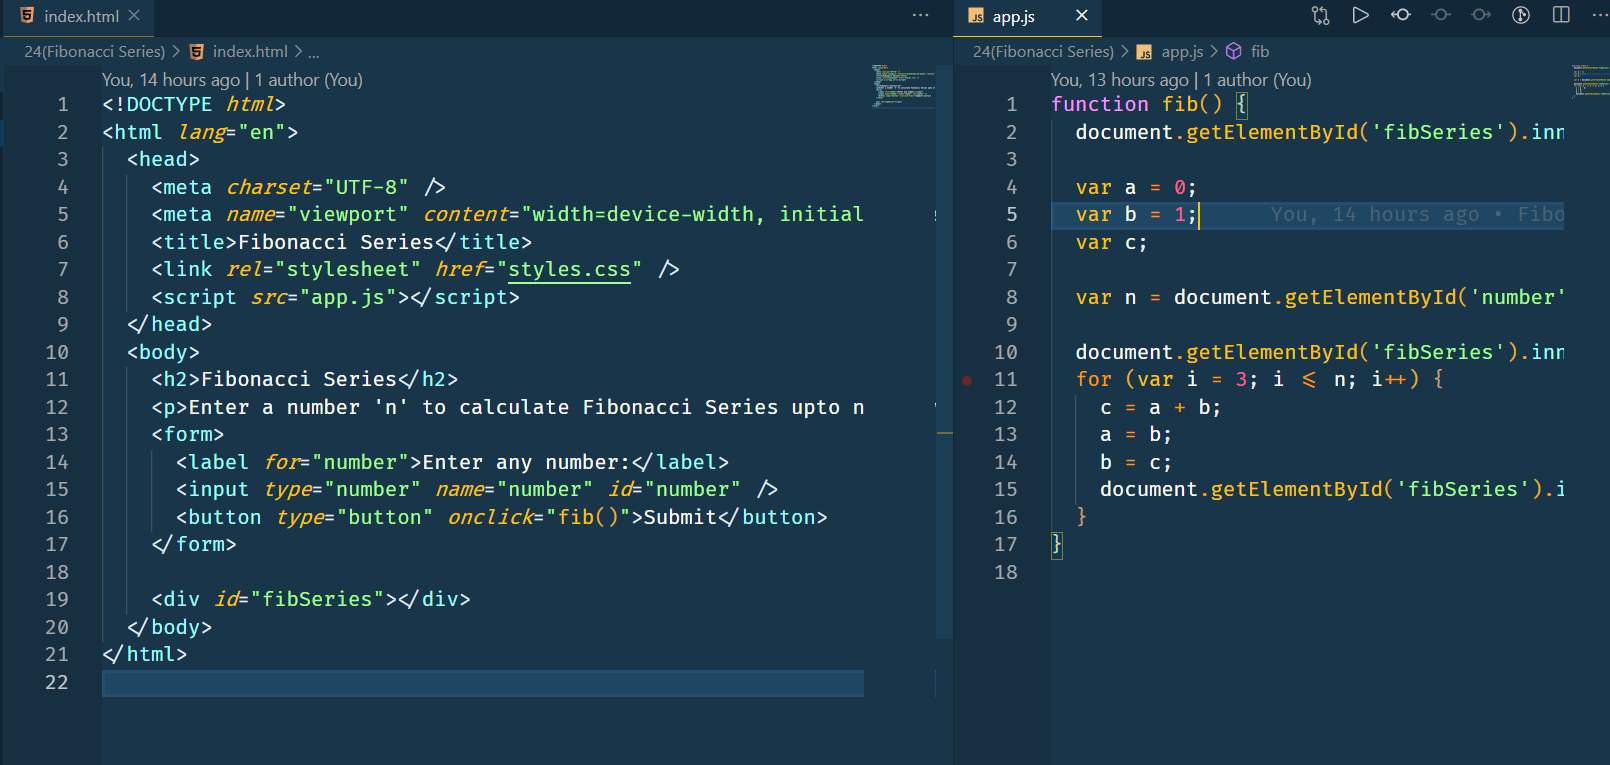 index.html
24(Fibonacci Series) > index.html > ...
You, 14 hours ago | 1 author (You)
1 <!DOCTYPE html>
2 <html lang="en">
3 <head>
4 <meta charset="UTF-8" />
5 <meta name="viewport" content="width=device-width, initial
6 <title>Fibonacci Series</title>
7 <link rel="stylesheet" href="styles.css" />
8 <script src="app.js"></script>
9 </head>
10 <body>
11 <h2>Fibonacci Series</h2>
12 <p>Enter a number 'n' to calculate Fibonacci Series upto n
13 <form>
14 <label for="number">Enter any number:</label>
15 <input type="number" name="number" id="number" />
16 <button type="button" onclick="fib()">Submit</button>
17 </form>
18
19 <div id="fibSeries"></div>
20 </body>
21 </html>
22
JS app.js
24(Fibonacci Series) > JS app.js > fib
You, 13 hours ago | 1 author (You)
1 function fib() {
2 document.getElementById('fibSeries').inn
3
4 var a = 0;
5 var b = 1; You, 14 hours ago • Fibo
6 var c;
7
8 var n = document.getElementById('number'
9
10 document.getElementById('fibSeries').inn
11 for (var i = 3; i <= n; i++) {
12 c = a + b;
13 a = b;
14 b = c;
15 document.getElementById('fibSeries').i
16 }
17 }
18